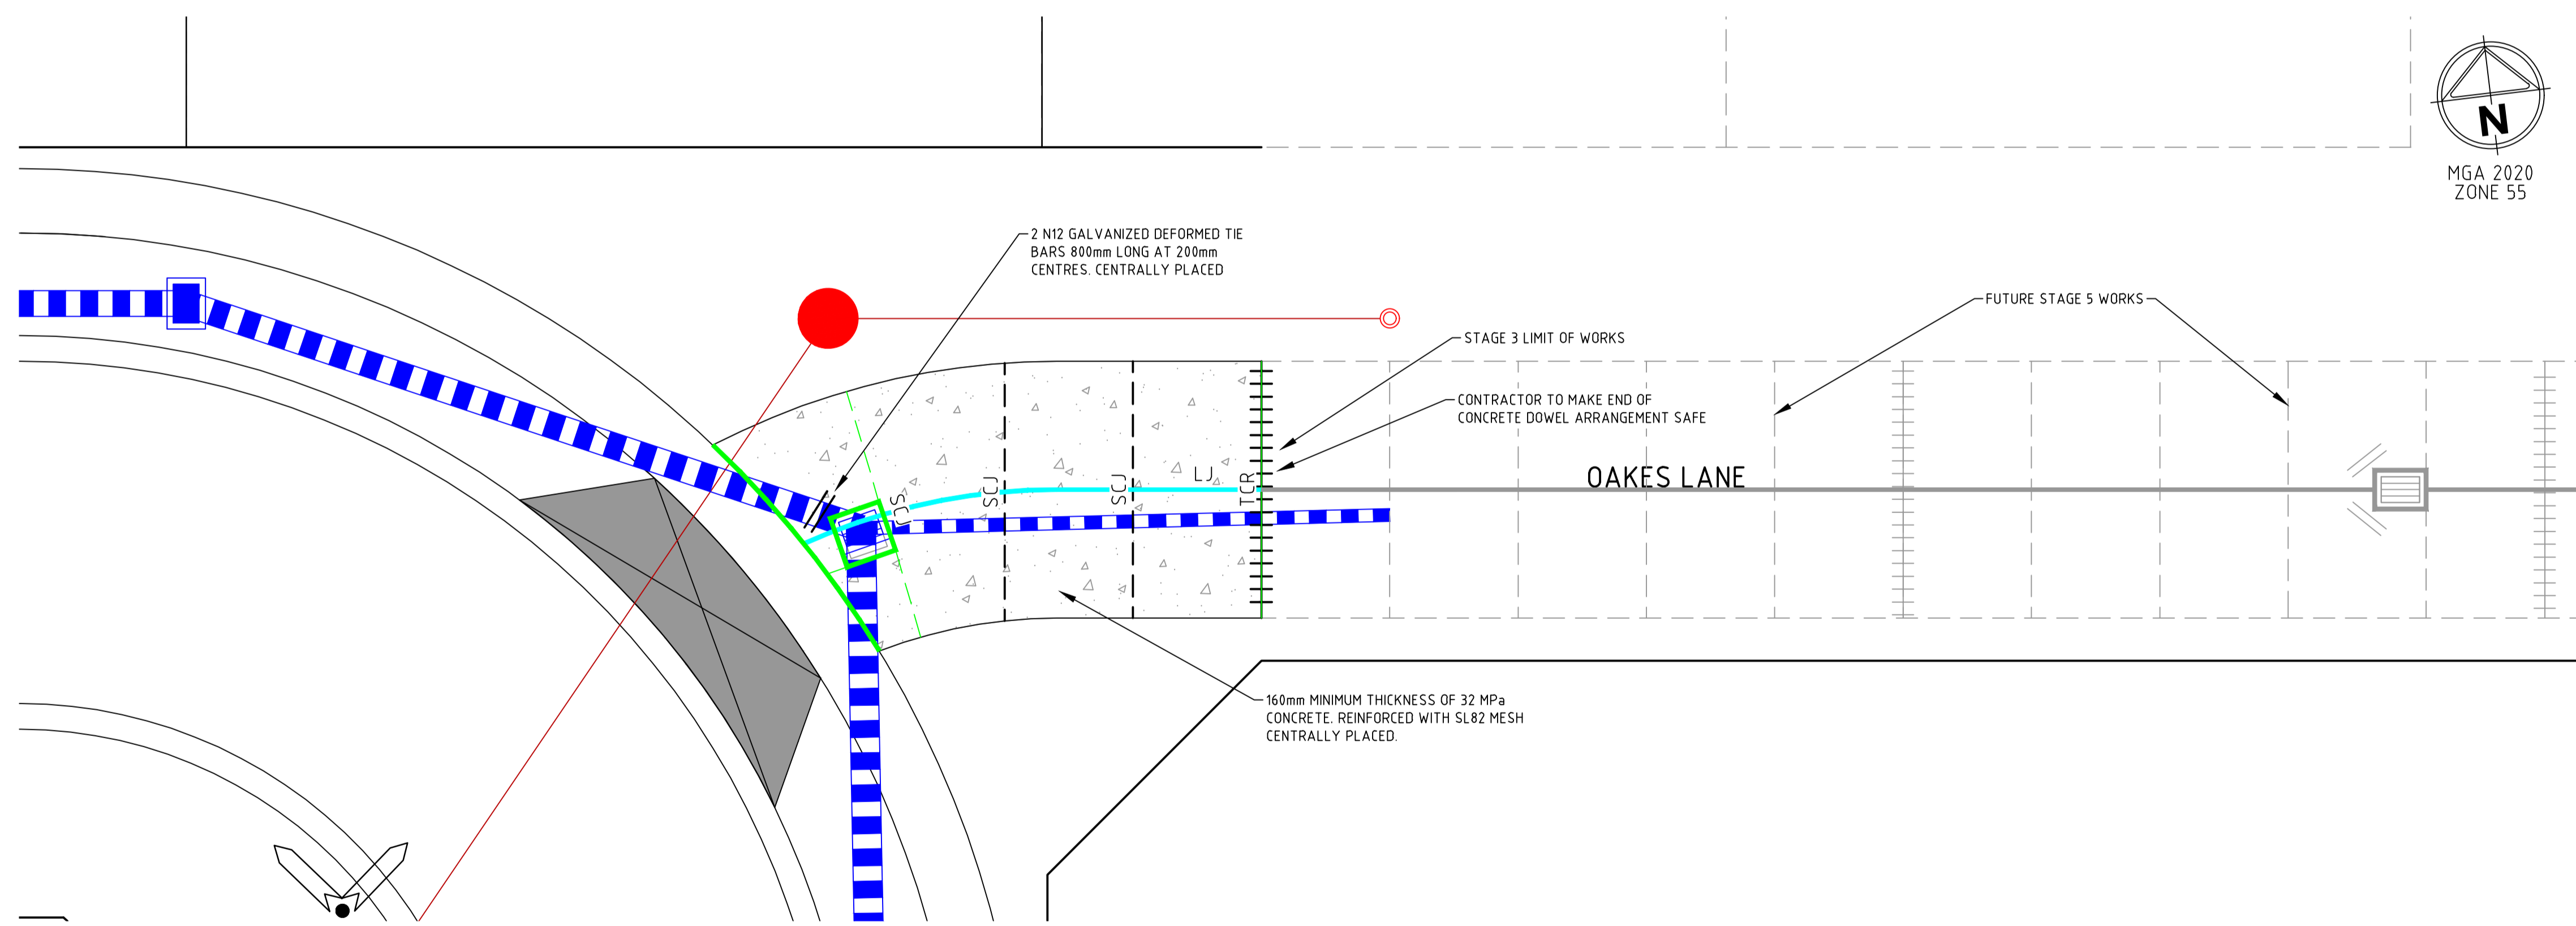 N
MGA 2020
ZONE 55
2 N12 GALVANIZED DEFORMED TIE
BARS 800mm LONG AT 200mm
CENTRES. CENTRALLY PLACED
FUTURE STAGE 5 WORKS
STAGE 3 LIMIT OF WORKS
CONTRACTOR TO MAKE END OF
CONCRETE DOWEL ARRANGEMENT SAFE
OAKES LANE
SCJ
SCJ
LJ
TCR
160mm MINIMUM THICKNESS OF 32 MPa
CONCRETE. REINFORCED WITH SL82 MESH
CENTRALLY PLACED.